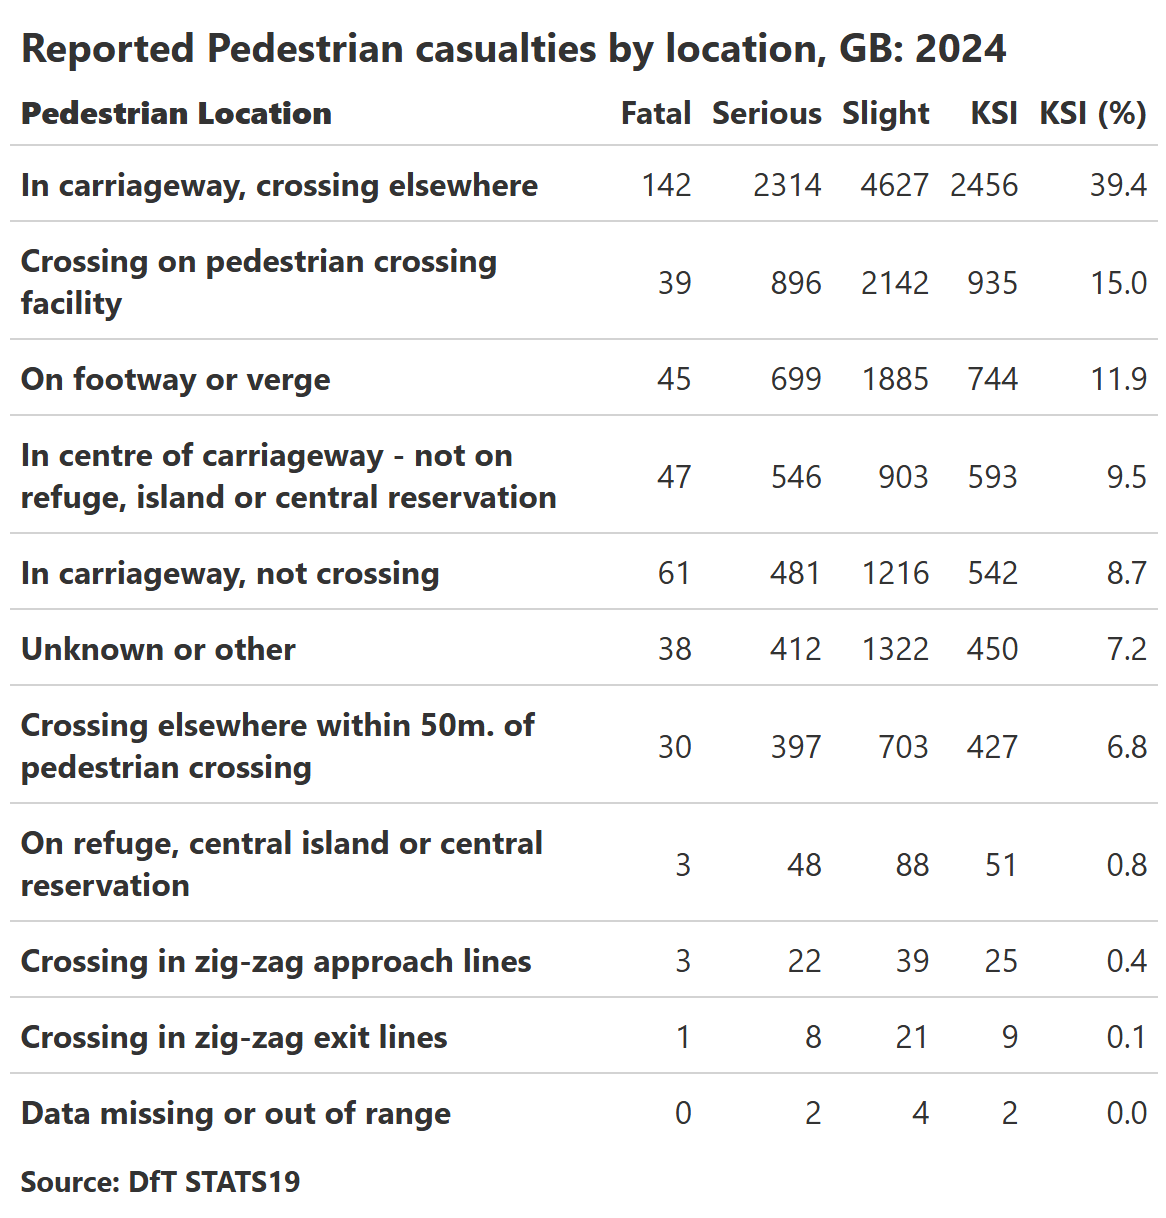 Reported Pedestrian casualties by location, GB: 2024
Pedestrian Location Fatal Serious Slight KSI KSI (%)
In carriageway, crossing elsewhere 142 2314 4627 2456 39.4
Crossing on pedestrian crossing
facility 39 896 2142 935 15.0
On footway or verge 45 699 1885 744 11.9
In centre of carriageway - not on
refuge, island or central reservation 47 546 903 593 9.5
In carriageway, not crossing 61 481 1216 542 8.7
Unknown or other 38 412 1322 450 7.2
Crossing elsewhere within 50m. of
pedestrian crossing 30 397 703 427 6.8
On refuge, central island or central
reservation 3 48 88 51 0.8
Crossing in zig-zag approach lines 3 22 39 25 0.4
Crossing in zig-zag exit lines 1 8 21 9 0.1
Data missing or out of range 0 2 4 2 0.0
Source: DfT STATS19